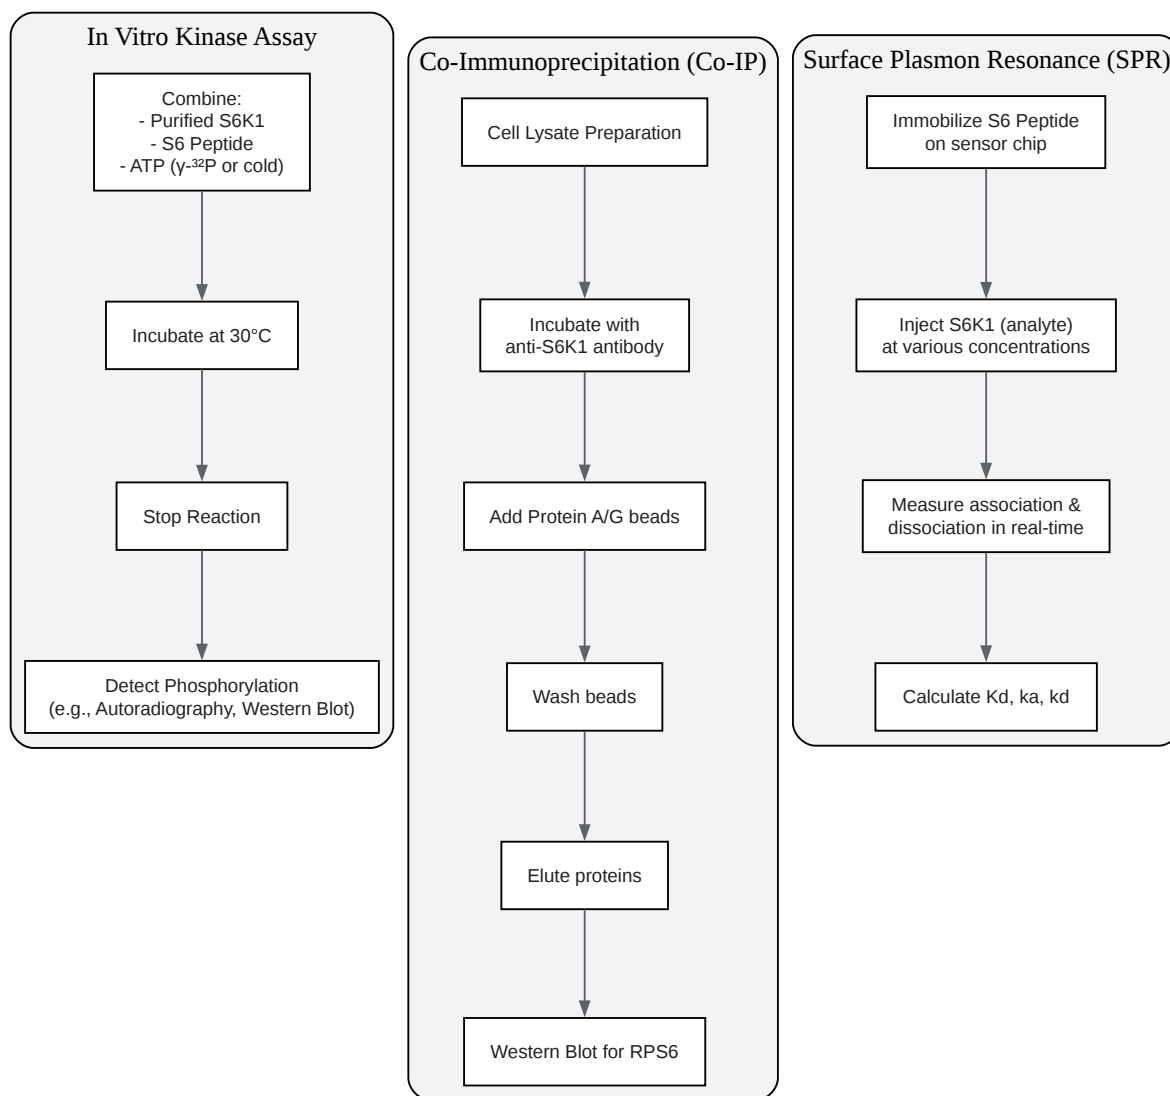 In Vitro Kinase Assay
Combine:
- Purified S6K1
- S6 Peptide
- ATP (γ-³²P or cold)
Incubate at 30°C
Stop Reaction
Detect Phosphorylation
(e.g., Autoradiography, Western Blot)
Co-Immunoprecipitation (Co-IP)
Cell Lysate Preparation
Incubate with
anti-S6K1 antibody
Add Protein A/G beads
Wash beads
Elute proteins
Western Blot for RPS6
Surface Plasmon Resonance (SPR)
Immobilize S6 Peptide
on sensor chip
Inject S6K1 (analyte)
at various concentrations
Measure association &
dissociation in real-time
Calculate Kd, ka, kd